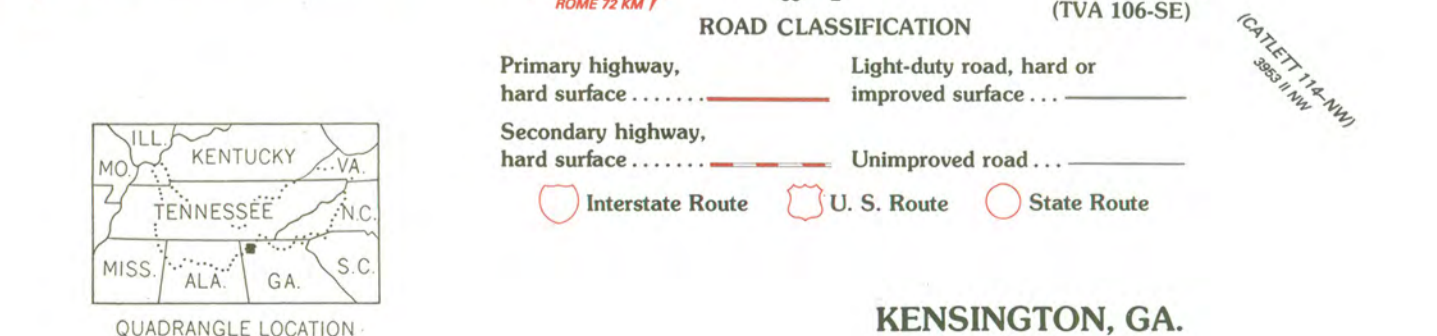 ROME 72 KM
(TVA 106-SE)
ROAD CLASSIFICATION
Primary highway,
hard surface .......
Light-duty road, hard or
improved surface ...
Secondary highway,
hard surface .......
Unimproved road ...
Interstate Route
U. S. Route
State Route
(CATLETT 114-NW)
3953 II NW
ILL.
MO.
KENTUCKY
VA.
TENNESSEE
N.C.
MISS.
ALA.
GA.
S.C.
QUADRANGLE LOCATION
KENSINGTON, GA.